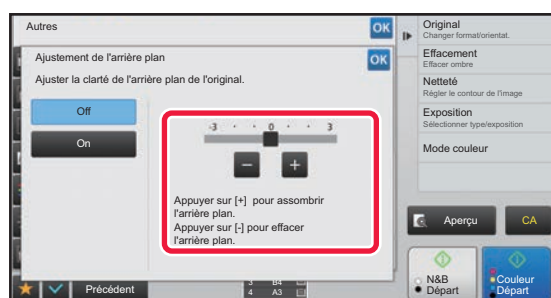 Autres
OK
Ajustement de l'arrière plan
OK
Ajuster la clarté de l'arrière plan de l'original.
Off
On
-3 0 3
- +
Appuyer sur [+] pour assombrir
l'arrière plan.
Appuyer sur [-] pour effacer
l'arrière plan.
Précédent
3 B4
4 A3
Original
Changer format/orientat.
Effacement
Effacer ombre
Netteté
Régler le contour de l'image
Exposition
Sélectionner type/exposition
Mode couleur
Aperçu
CA
N&B
Départ
Couleur
Départ